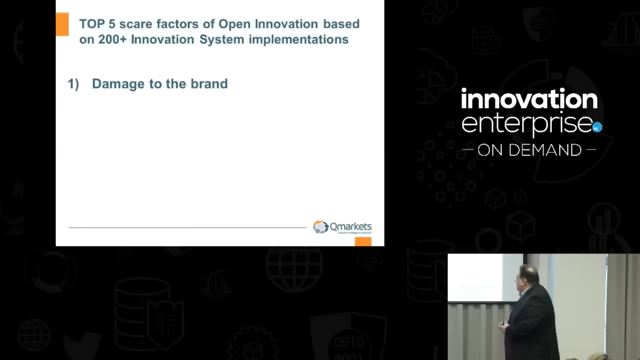 TOP 5 scare factors of Open Innovation based
on 200+ Innovation System implementations
1) Damage to the brand
Qmarkets
innovation
enterprise
ON DEMAND